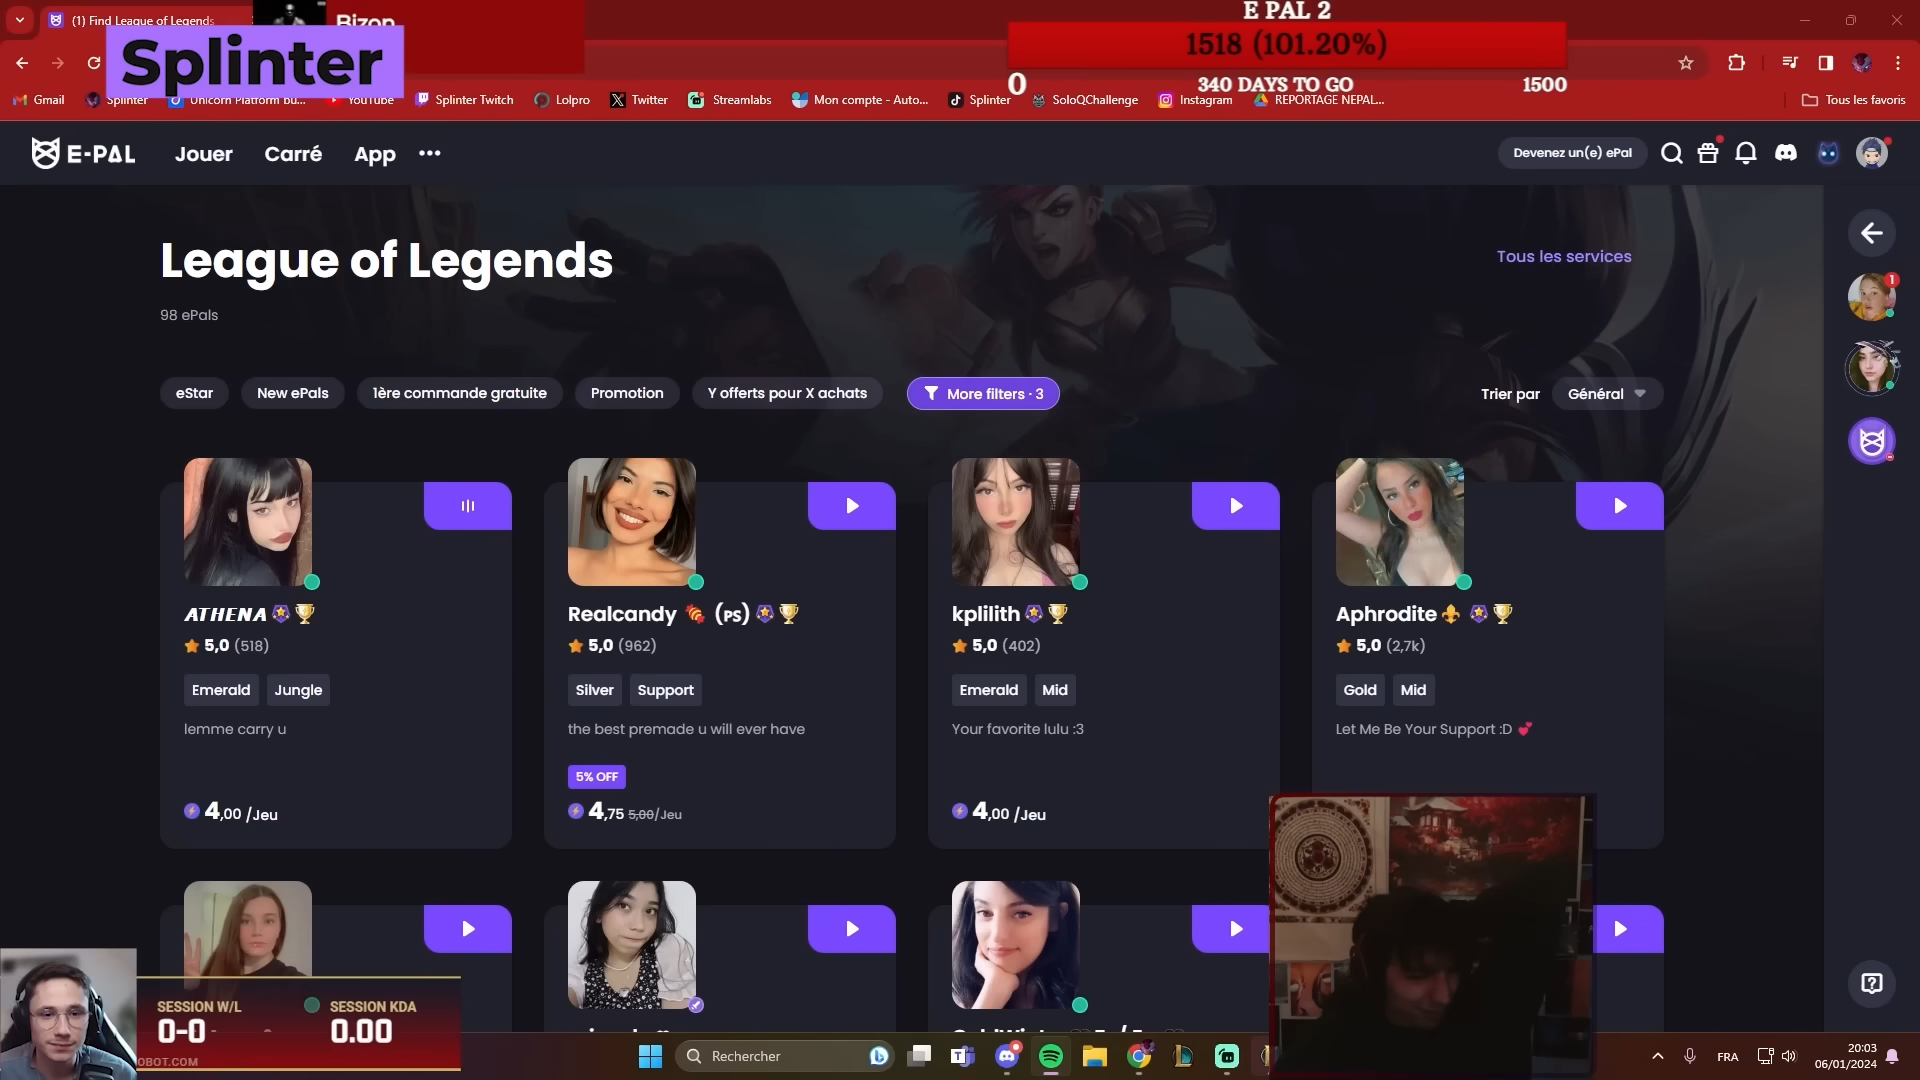 (1) Find League of Legends
Bizon
Splinter
E PAL 2
1518 (101.20%)
0
340 DAYS TO GO
1500
Gmail
Splinter
Unicorn Platform bu...
YouTube
Splinter Twitch
Lolpro
Twitter
Streamlabs
Mon compte - Auto...
Splinter
SoloQChallenge
Instagram
REPORTAGE NEPAL...
Tous les favoris
E-PAL
Jouer
Carré
App
Devenez un(e) ePal
League of Legends
Tous les services
98 ePals
1
eStar
New ePals
1ère commande gratuite
Promotion
Y offerts pour X achats
More filters · 3
Trier par
Général
ATHENA
5,0 (518)
Emerald
Jungle
lemme carry u
4,00 /Jeu
Realcandy (PS)
5,0 (962)
Silver
Support
the best premade u will ever have
5% OFF
4,75 5,00/Jeu
kplilith
5,0 (402)
Emerald
Mid
Your favorite lulu :3
4,00 /Jeu
Aphrodite
5,0 (2,7k)
Gold
Mid
Let Me Be Your Support :D
SESSION W/L
0-0
SESSION KDA
0.00
OBOT.COM
Rechercher
FRA
20:03
06/01/2024